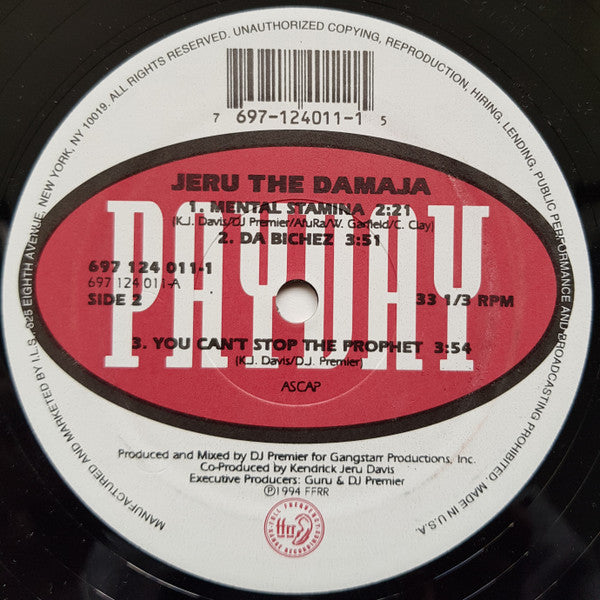 MANUFACTURED AND MARKETED BY I.L.S., 825 EIGHTH AVENUE, NEW YORK, NY 10019. ALL RIGHTS RESERVED. UNAUTHORIZED COPYING, REPRODUCTION, HIRING, LENDING, PUBLIC PERFORMANCE AND BROADCASTING PROHIBITED. MADE IN U.S.A.
7 697-124011-1 5
PAYDAY
JERU THE DAMAJA
1. MENTAL STAMINA 2:21
(K.J. Davis/DJ Premier/AfuRa/W. Garfield/C. Clay)
2. DA BICHEZ 3:51
697 124 011-1
697 124 011-A
SIDE 2
33 1/3 RPM
3. YOU CAN'T STOP THE PROPHET 3:54
(K.J. Davis/D.J. Premier)
ASCAP
Produced and Mixed by DJ Premier for Gangstarr Productions, Inc.
Co-Produced by Kendrick Jeru Davis
Executive Producers: Guru & DJ Premier
℗©1994 FFRR
FULL FREQUENCY
RANGE RECORDINGS
ffrr